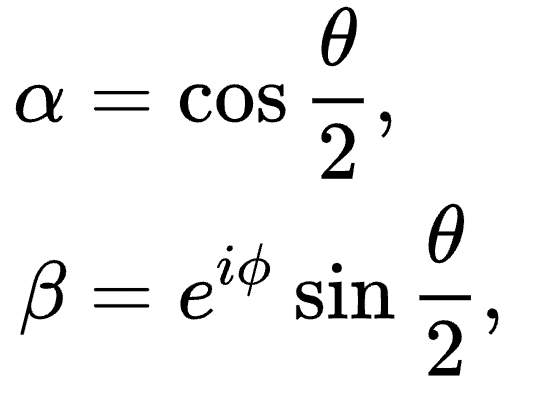 α = cos θ/2,
β = e^{iφ} sin θ/2,